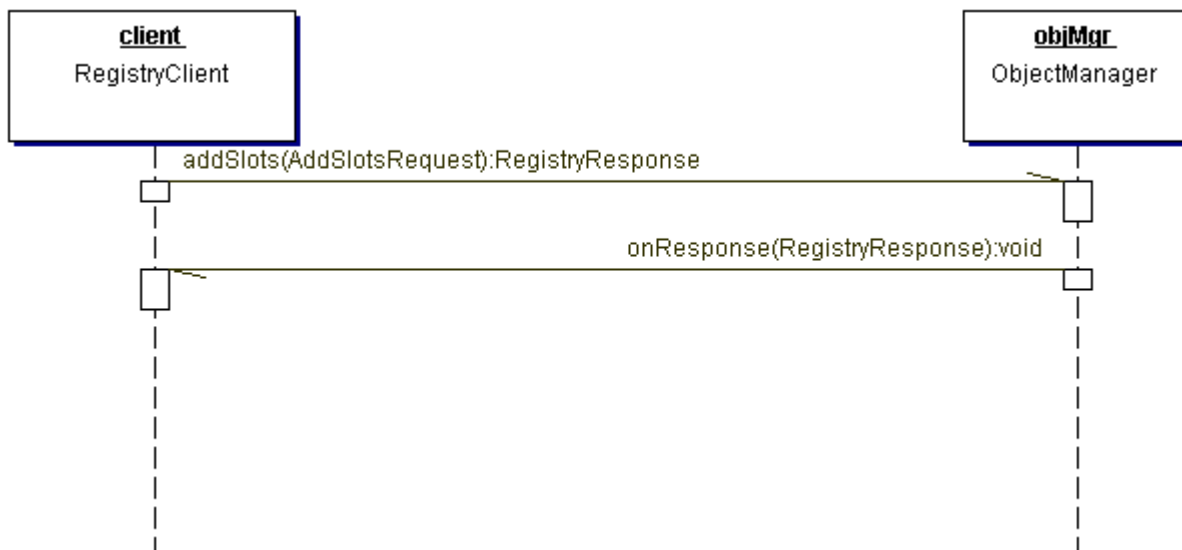 client
RegistryClient
objMgr
ObjectManager
addSlots(AddSlotsRequest):RegistryResponse
onResponse(RegistryResponse):void